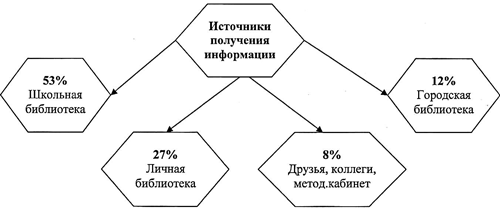 Источники
получения
информации
53%
Школьная
библиотека
12%
Городская
библиотека
27%
Личная
библиотека
8%
Друзья, коллеги,
метод.кабинет